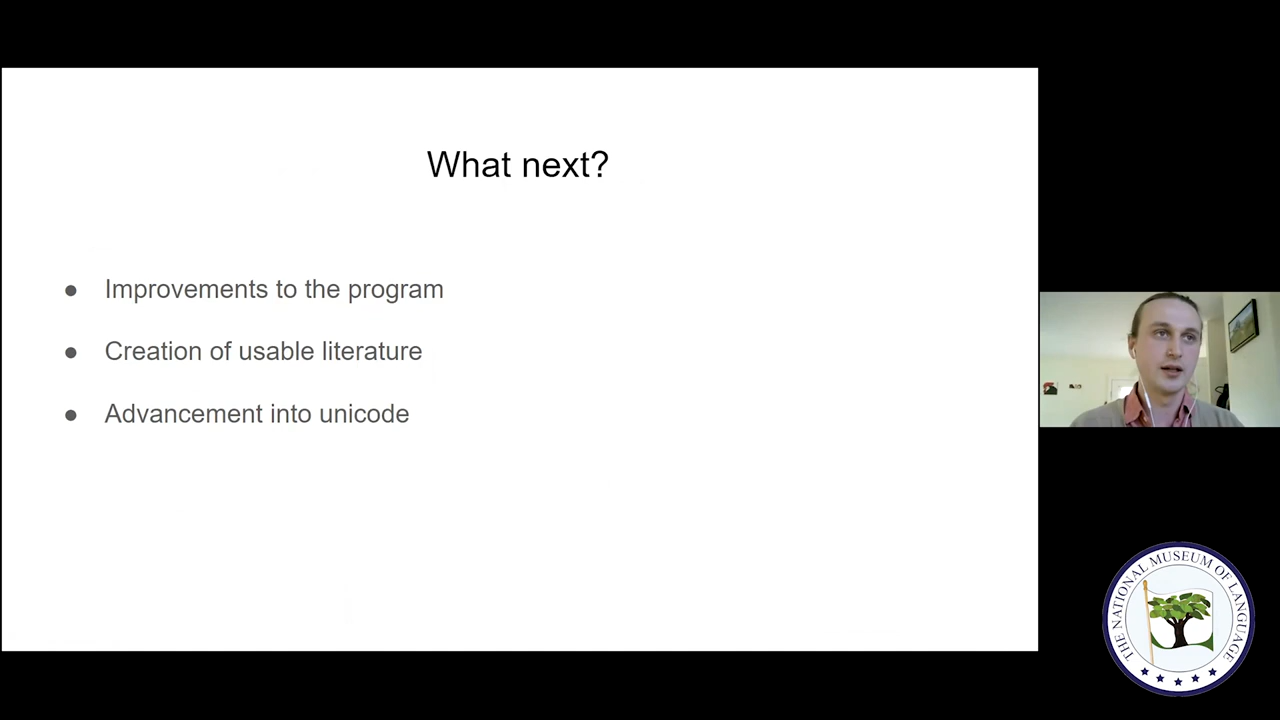 What next?
● Improvements to the program
● Creation of usable literature
● Advancement into unicode
THE NATIONAL MUSEUM OF LANGUAGE